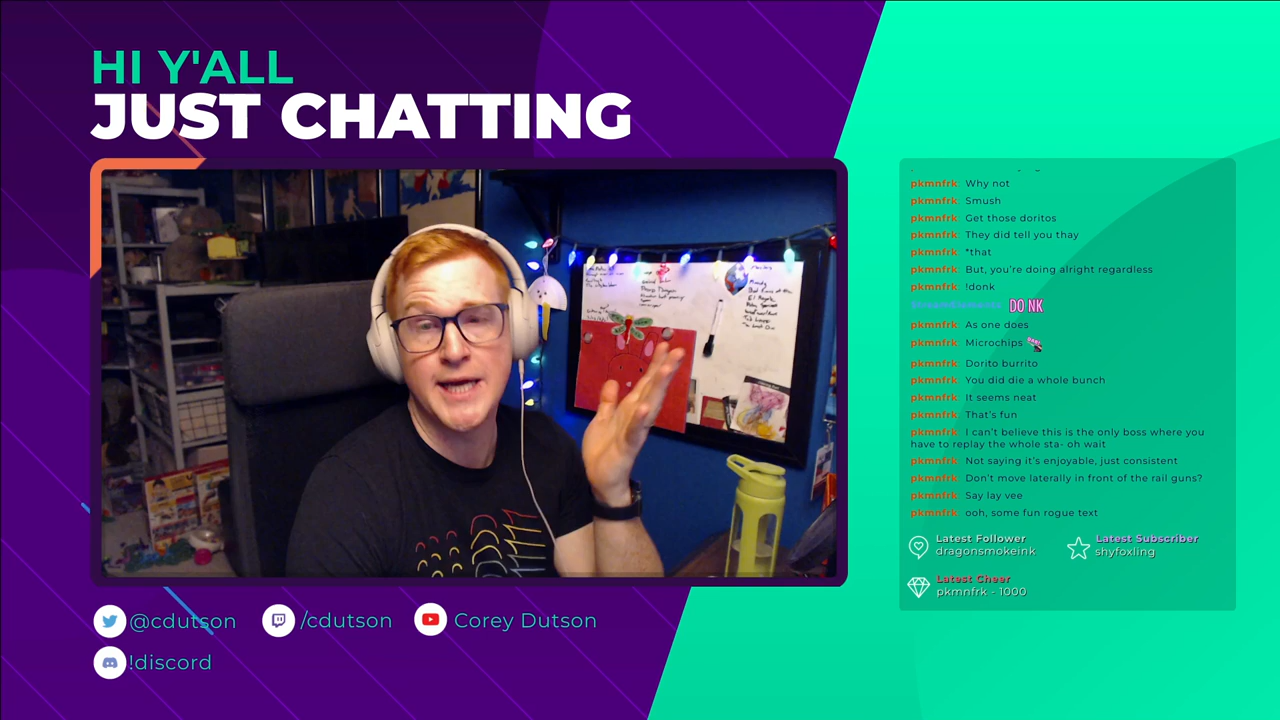 HI Y'ALL
JUST CHATTING
pkmnfrk: Why not
pkmnfrk: Smush
pkmnfrk: Get those doritos
pkmnfrk: They did tell you thay
pkmnfrk: *that
pkmnfrk: But, you're doing alright regardless
pkmnfrk: !donk
StreamElements: DO NK
pkmnfrk: As one does
pkmnfrk: Microchips
pkmnfrk: Dorito burrito
pkmnfrk: You did die a whole bunch
pkmnfrk: It seems neat
pkmnfrk: That's fun
pkmnfrk: I can't believe this is the only boss where you
have to replay the whole sta- oh wait
pkmnfrk: Not saying it's enjoyable, just consistent
pkmnfrk: Don't move laterally in front of the rail guns?
pkmnfrk: Say lay vee
pkmnfrk: ooh, some fun rogue text
Latest Follower
dragonsmokeink
Latest Subscriber
shyfoxling
Latest Cheer
pkmnfrk - 1000
@cdutson
/cdutson
Corey Dutson
!discord